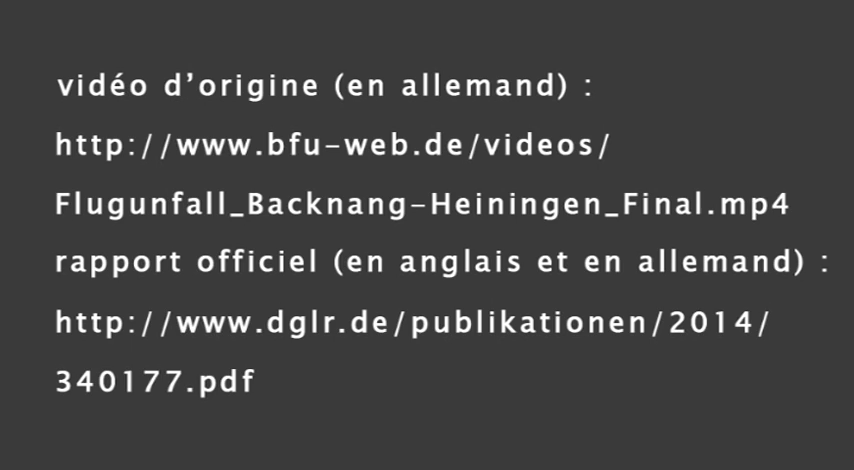 vidéo d’origine (en allemand) :
http://www.bfu-web.de/videos/
Flugunfall_Backnang-Heiningen_Final.mp4
rapport officiel (en anglais et en allemand) :
http://www.dglr.de/publikationen/2014/
340177.pdf